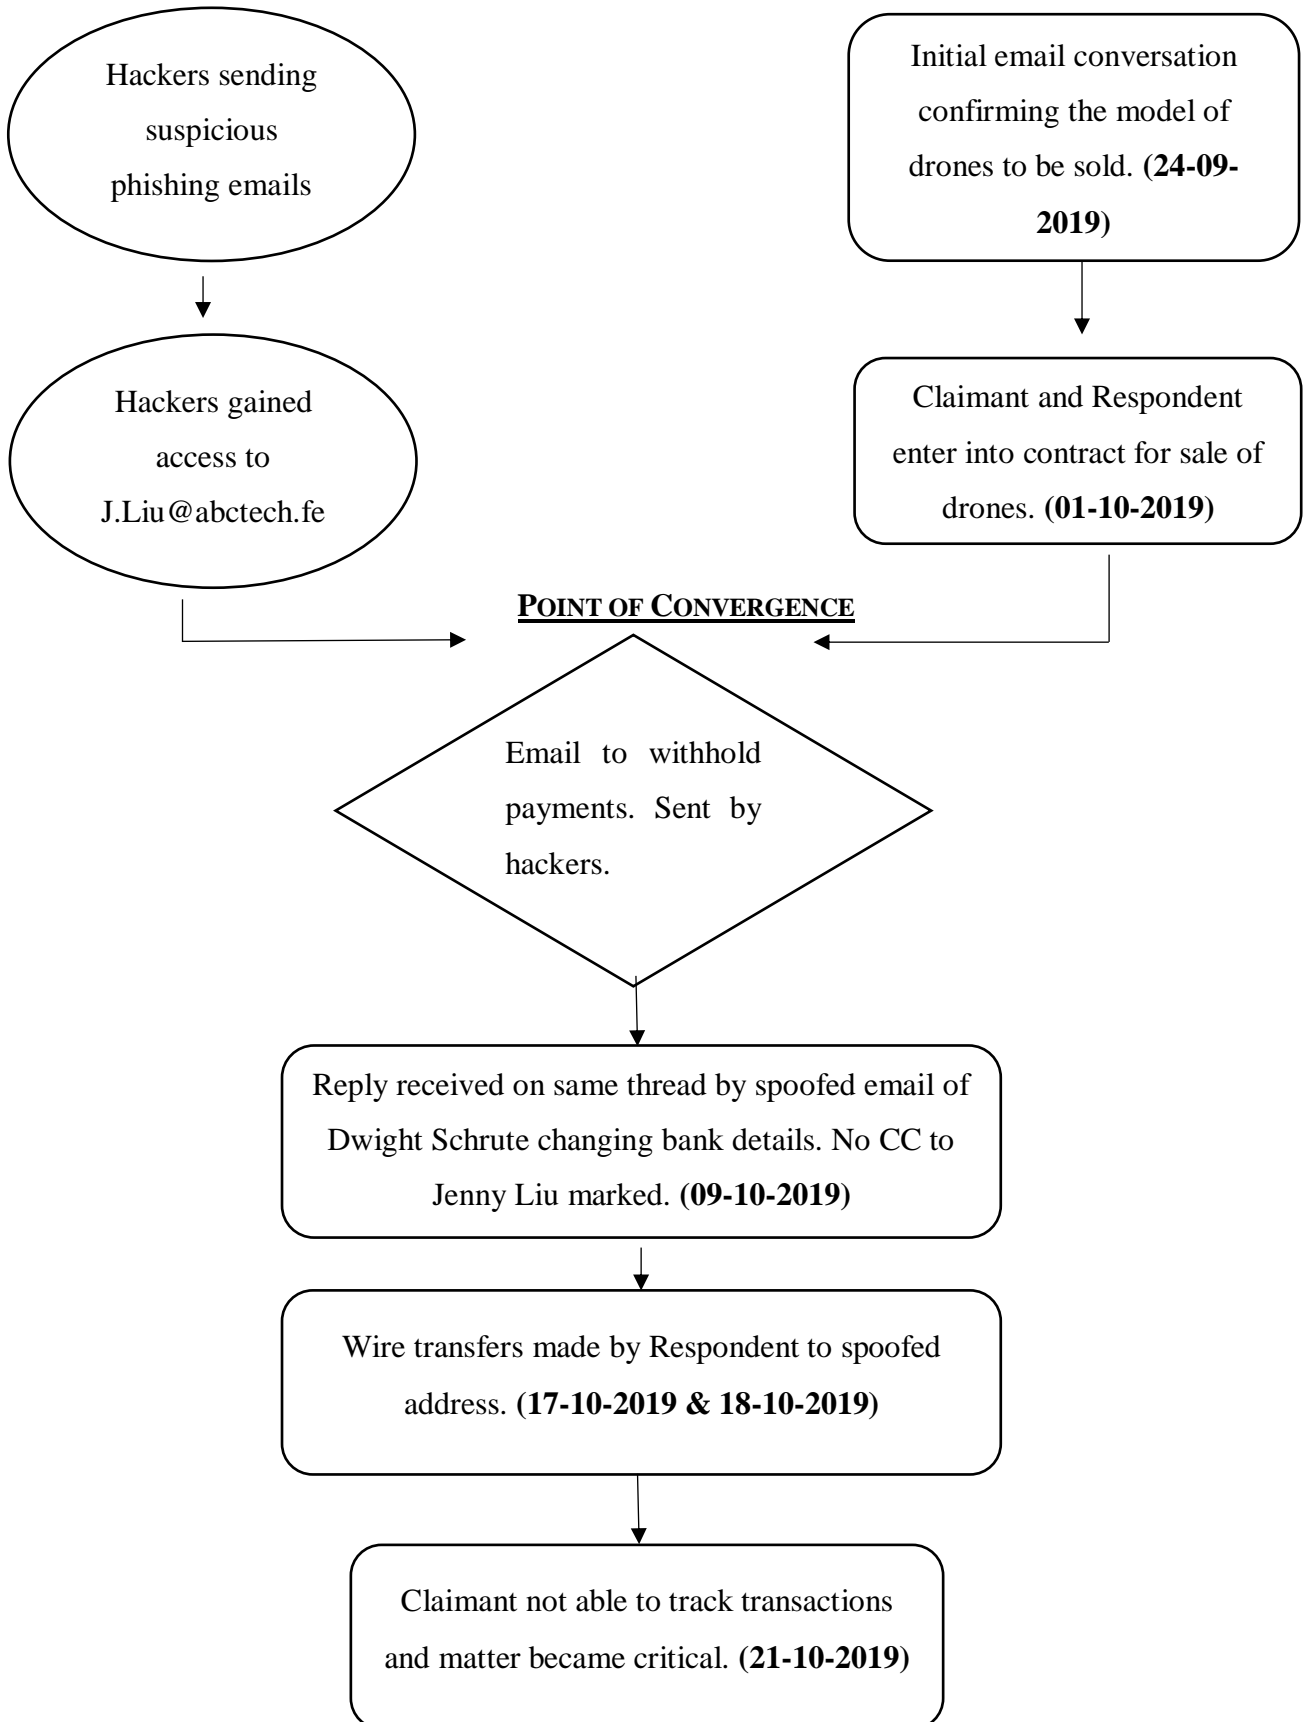 Hackers sending
suspicious
phishing emails
Initial email conversation
confirming the model of
drones to be sold. (24-09-
2019)
Hackers gained
access to
J.Liu@abctech.fe
Claimant and Respondent
enter into contract for sale of
drones. (01-10-2019)
POINT OF CONVERGENCE
Email to withhold
payments. Sent by
hackers.
Reply received on same thread by spoofed email of
Dwight Schrute changing bank details. No CC to
Jenny Liu marked. (09-10-2019)
Wire transfers made by Respondent to spoofed
address. (17-10-2019 & 18-10-2019)
Claimant not able to track transactions
and matter became critical. (21-10-2019)